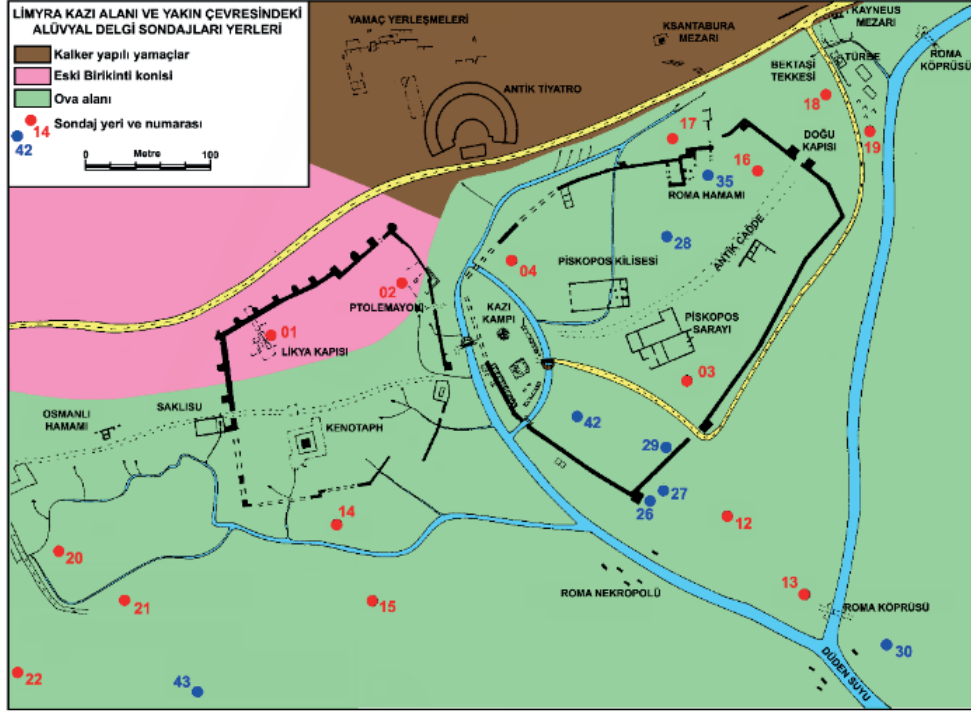 LİMYRA KAZI ALANI VE YAKIN ÇEVRESİNDEKİ
ALÜVYAL DELGİ SONDAJLARI YERLERİ
Kalker yapılı yamaçlar
Eski Birikinti konisi
Ova alanı
14
42
Sondaj yeri ve numarası
Metre
0
100
YAMAÇ YERLEŞMELERİ
KSANTABURA
MEZARI
KAYNEUS
MEZARI
ROMA
KÖPRÜSÜ
TÜRBE
BEKTAŞİ
TEKKESİ
ANTİK TİYATRO
18
17
19
DOĞU
KAPISI
16
35
ROMA HAMAMI
28
ANTİK CADDE
04
PİSKOPOS KİLİSESİ
02
PTOLEMAYON
KAZI
KAMPI
PİSKOPOS
SARAYI
01
LİKYA KAPISI
03
OSMANLI
HAMAMI
SAKLISU
KENOTAPH
42
29
27
26
12
14
20
21
15
ROMA NEKROPOLÜ
13
ROMA KÖPRÜSÜ
30
DÜDEN SUYU
22
43